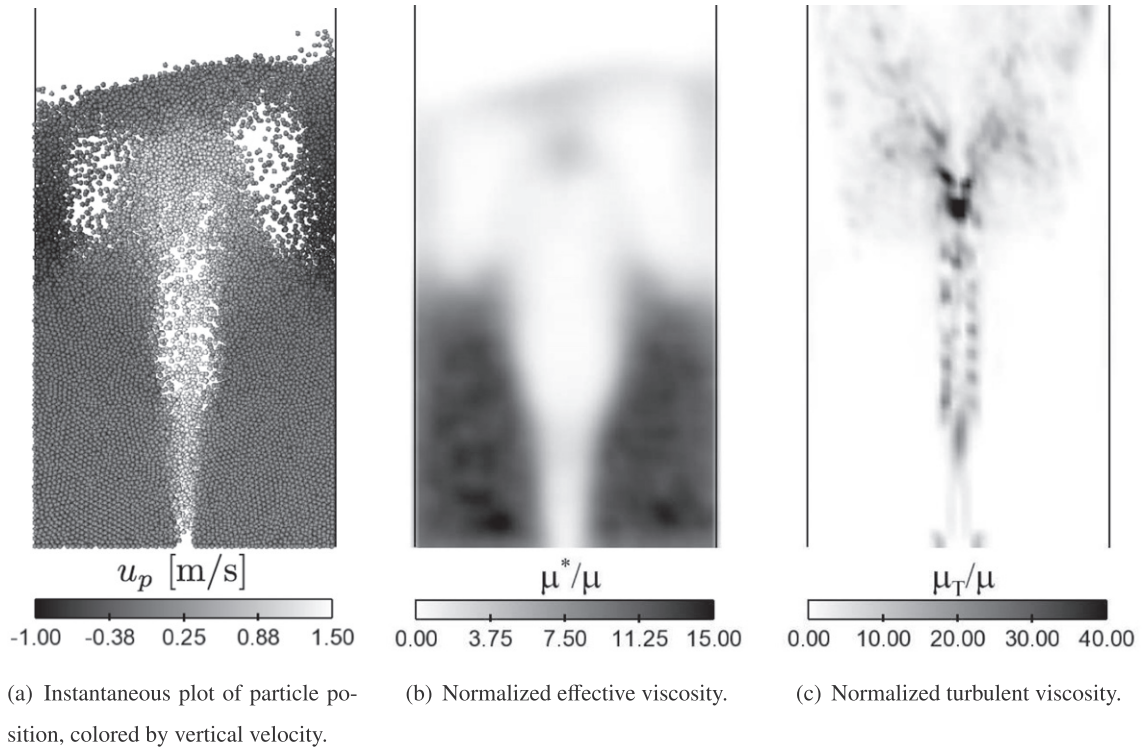 u_p [m/s]
-1.00 -0.38 0.25 0.88 1.50
μ*/μ
0.00 3.75 7.50 11.25 15.00
μ_T/μ
0.00 10.00 20.00 30.00 40.00
(a) Instantaneous plot of particle po-
sition, colored by vertical velocity.
(b) Normalized effective viscosity.
(c) Normalized turbulent viscosity.